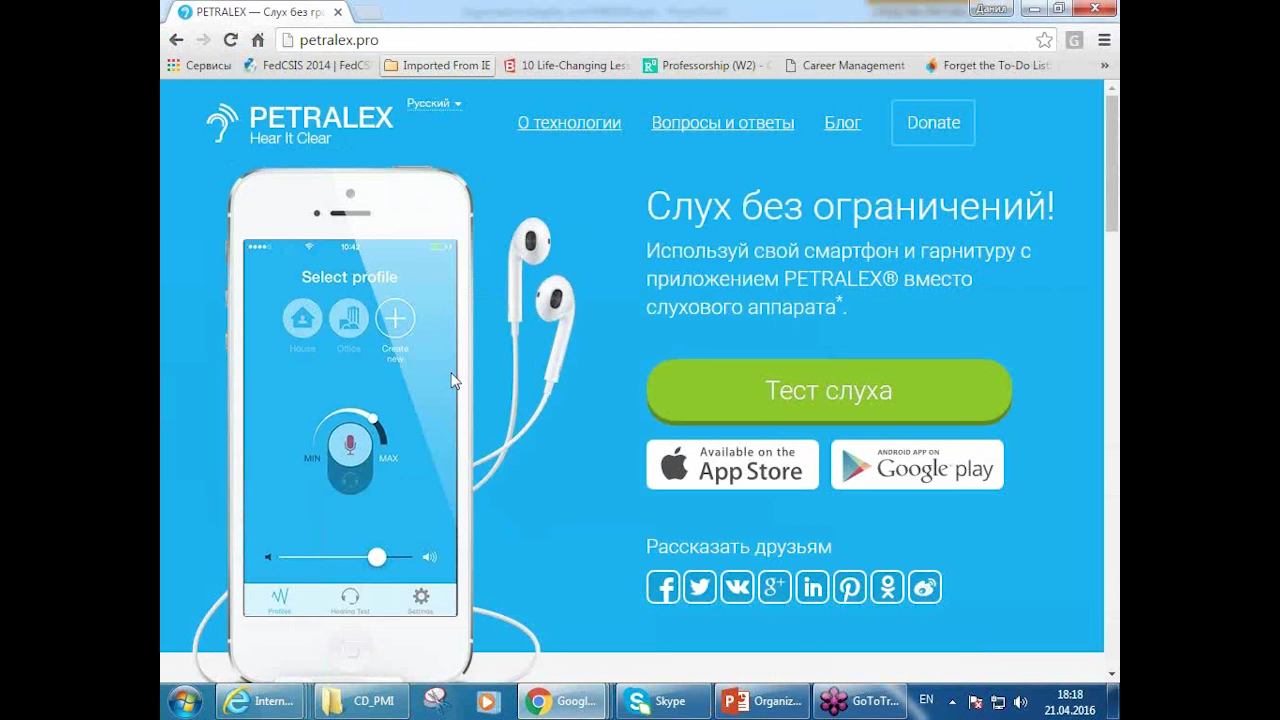 PETRALEX — Слух без гр
Данил
petralex.pro
Сервисы
FedCSIS 2014 | FedC
Imported From IE
10 Life-Changing Les
Professorship (W2) -
Career Management
Forget the To-Do List
»
PETRALEX
Hear It Clear
Русский
О технологии
Вопросы и ответы
Блог
Donate
10:42
Select profile
House
Office
Create
new
MIN
MAX
Profiles
Hearing Test
Settings
Слух без ограничений!
Используй свой смартфон и гарнитуру с
приложением PETRALEX® вместо
слухового аппарата*.
Тест слуха
Available on the
App Store
ANDROID APP ON
Google play
Рассказать друзьям
Intern...
CD_PMI
Googl...
Skype
Organiz...
GoToTr...
EN
18:18
21.04.2016